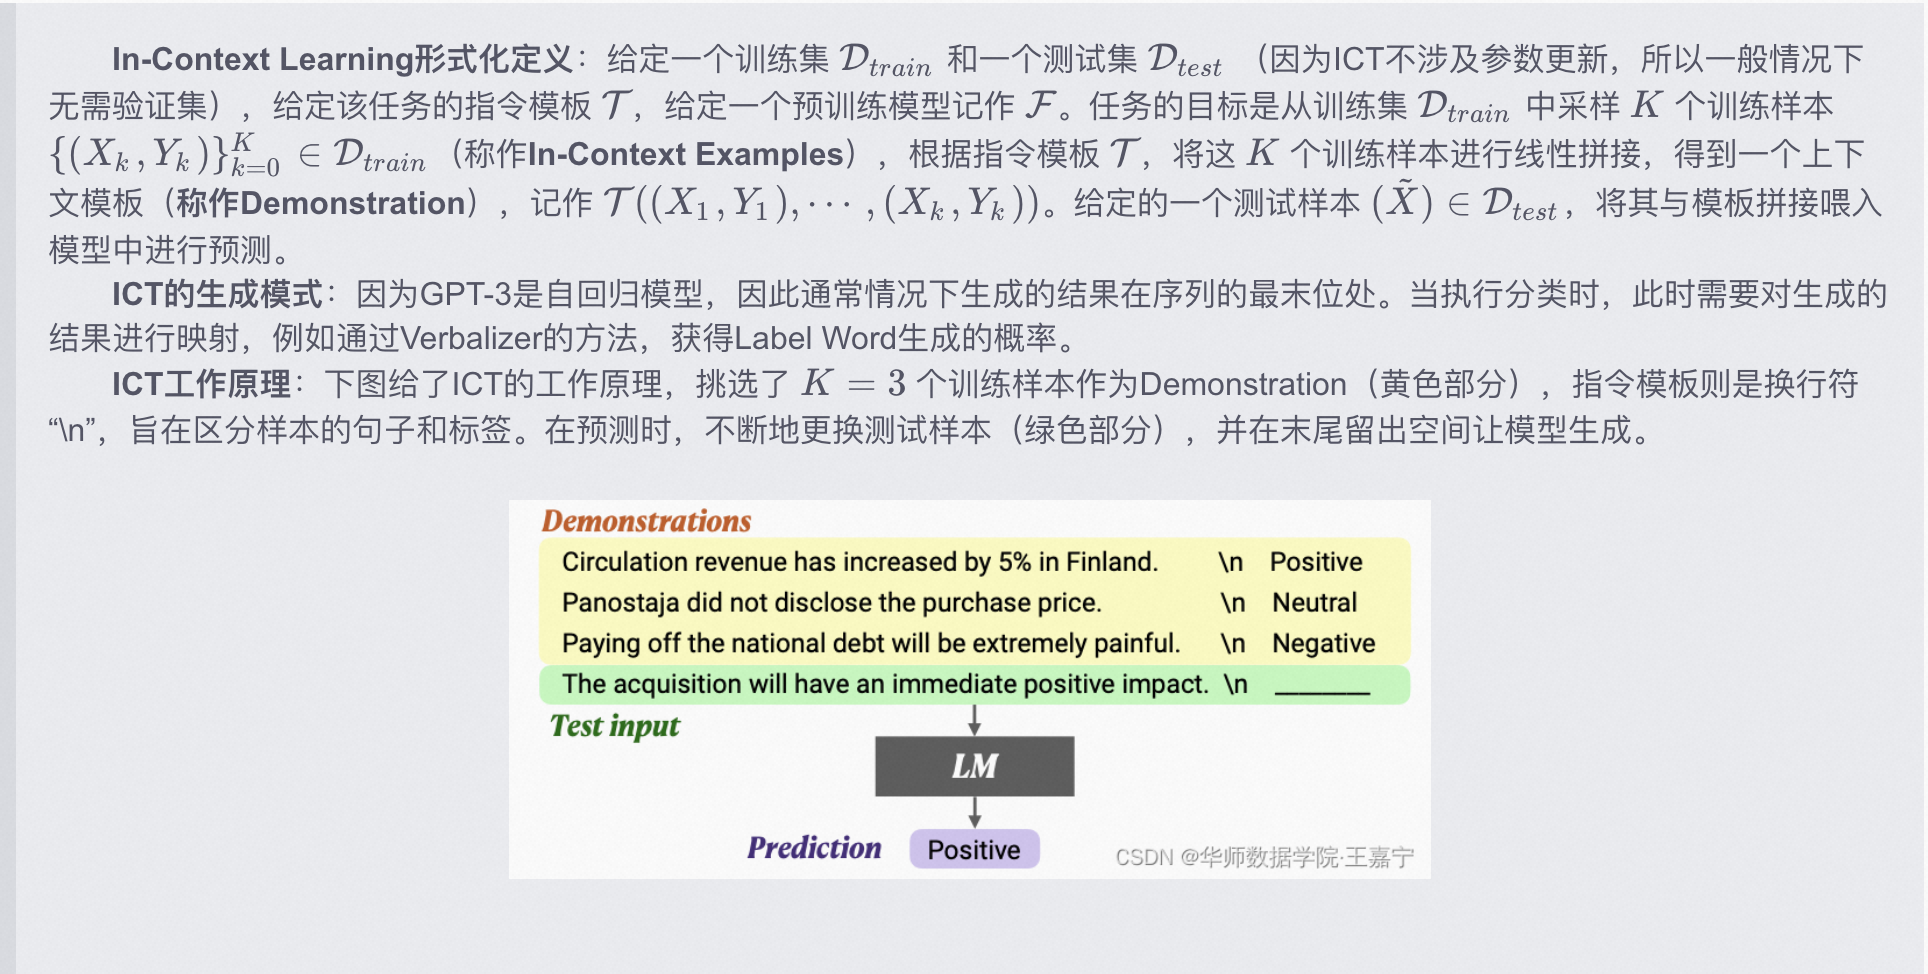 In-Context Learning形式化定义：给定一个训练集 𝒟_{train} 和一个测试集 𝒟_{test} （因为ICT不涉及参数更新，所以一般情况下
无需验证集），给定该任务的指令模板 𝒯，给定一个预训练模型记作 ℱ。任务的目标是从训练集 𝒟_{train} 中采样 K 个训练样本
{(X_k, Y_k)}_{k=0}^K ∈ 𝒟_{train} （称作In-Context Examples），根据指令模板 𝒯，将这 K 个训练样本进行线性拼接，得到一个上下
文模板（称作Demonstration），记作 𝒯((X_1, Y_1), ⋯ , (X_k, Y_k))。给定的一个测试样本 (X̃) ∈ 𝒟_{test}，将其与模板拼接喂入
模型中进行预测。
ICT的生成模式：因为GPT-3是自回归模型，因此通常情况下生成的结果在序列的最末位处。当执行分类时，此时需要对生成的
结果进行映射，例如通过Verbalizer的方法，获得Label Word生成的概率。
ICT工作原理：下图给了ICT的工作原理，挑选了 K = 3 个训练样本作为Demonstration（黄色部分），指令模板则是换行符
“\n”，旨在区分样本的句子和标签。在预测时，不断地更换测试样本（绿色部分），并在末尾留出空间让模型生成。
Demonstrations
Circulation revenue has increased by 5% in Finland. \n Positive
Panostaja did not disclose the purchase price. \n Neutral
Paying off the national debt will be extremely painful. \n Negative
The acquisition will have an immediate positive impact. \n ______
Test input
LM
Prediction Positive
CSDN @华师数据学院·王嘉宁